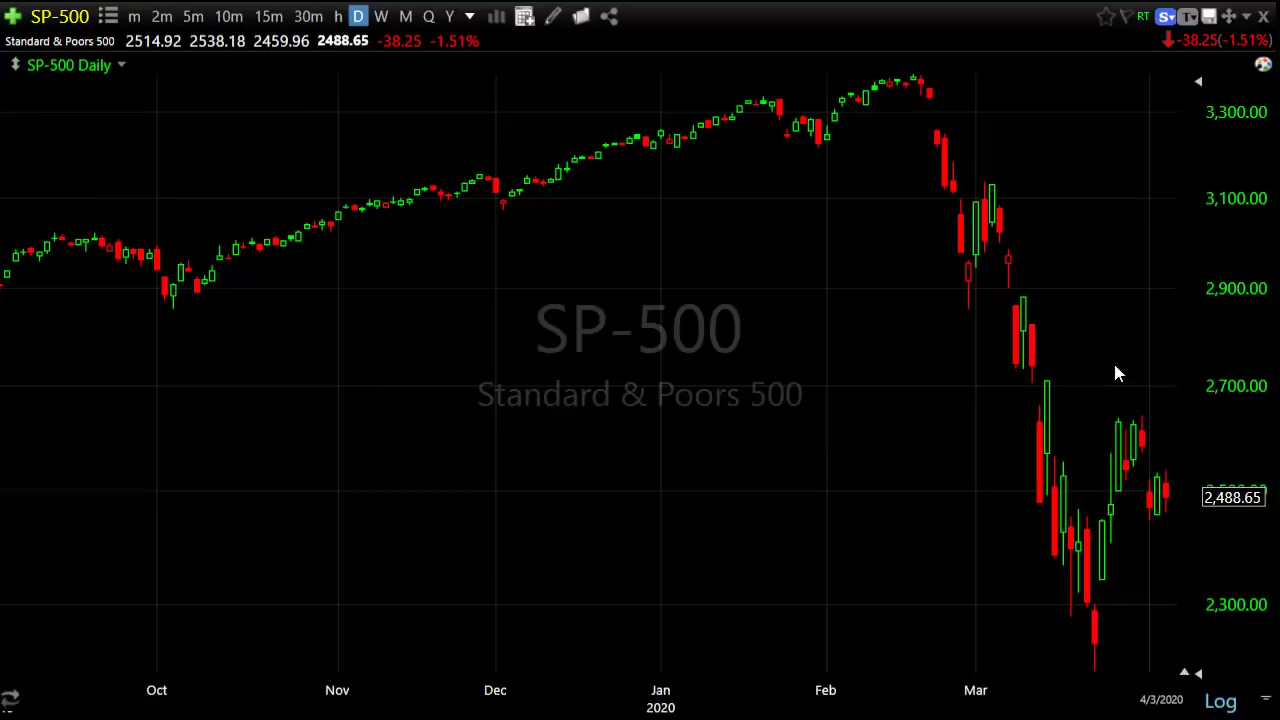 SP-500 m 2m 5m 10m 15m 30m h D W M Q Y RT S T X
Standard & Poors 500 2514.92 2538.18 2459.96 2488.65 -38.25 -1.51% -38.25(-1.51%)
SP-500 Daily
3,300.00
3,100.00
2,900.00
SP-500
Standard & Poors 500
2,700.00
2,488.65
2,300.00
Oct Nov Dec Jan Feb Mar
2020
4/3/2020
Log